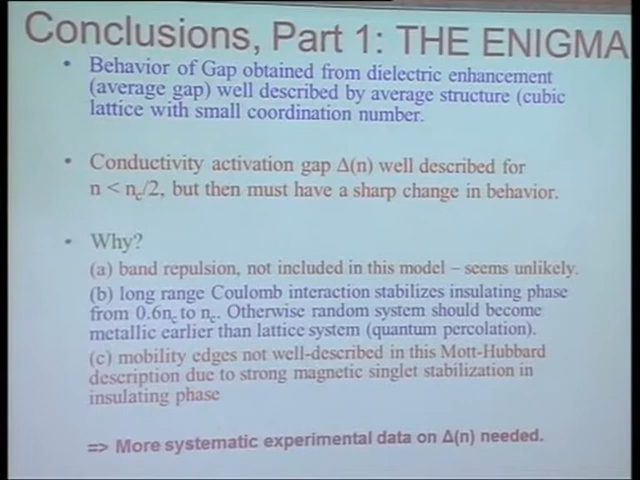 Conclusions, Part 1: THE ENIGMA
• Behavior of Gap obtained from dielectric enhancement
(average gap) well described by average structure (cubic
lattice with small coordination number.
• Conductivity activation gap Δ(n) well described for
n < nc/2, but then must have a sharp change in behavior.
• Why?
(a) band repulsion, not included in this model – seems unlikely.
(b) long range Coulomb interaction stabilizes insulating phase
from 0.6nc to nc. Otherwise random system should become
metallic earlier than lattice system (quantum percolation).
(c) mobility edges not well-described in this Mott-Hubbard
description due to strong magnetic singlet stabilization in
insulating phase
=> More systematic experimental data on Δ(n) needed.